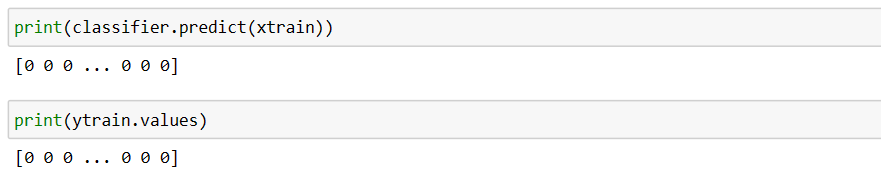 print(classifier.predict(xtrain))
[0 0 0 ... 0 0 0]
print(ytrain.values)
[0 0 0 ... 0 0 0]